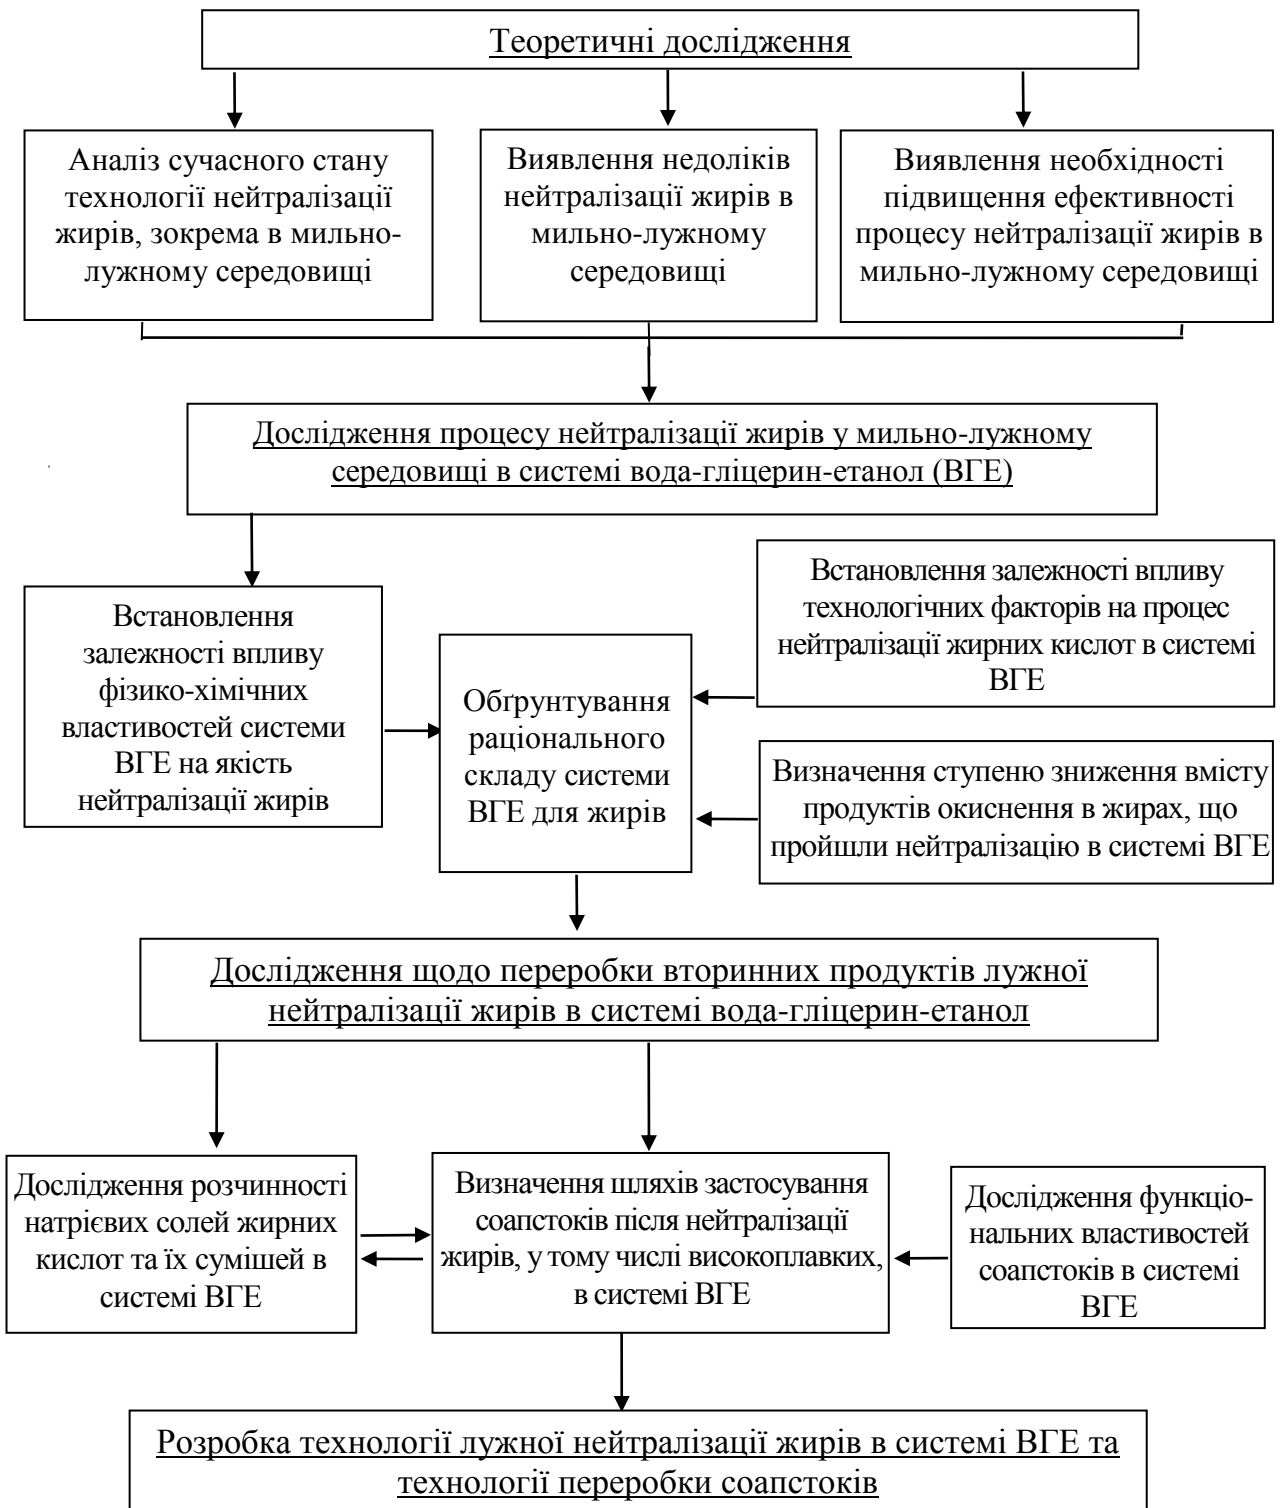 Теоретичні дослідження
Аналіз сучасного стану
технології нейтралізації
жирів, зокрема в мильно-
лужному середовищі
Виявлення недоліків
нейтралізації жирів в
мильно-лужному
середовищі
Виявлення необхідності
підвищення ефективності
процесу нейтралізації жирів в
мильно-лужному середовищі
Дослідження процесу нейтралізації жирів у мильно-лужному
середовищі в системі вода-гліцерин-етанол (ВГЕ)
Встановлення
залежності впливу
фізико-хімічних
властивостей системи
ВГЕ на якість
нейтралізації жирів
Обґрунтування
раціонального
складу системи
ВГЕ для жирів
Встановлення залежності впливу
технологічних факторів на процес
нейтралізації жирних кислот в системі
ВГЕ
Визначення ступеню зниження вмісту
продуктів окиснення в жирах, що
пройшли нейтралізацію в системі ВГЕ
Дослідження щодо переробки вторинних продуктів лужної
нейтралізації жирів в системі вода-гліцерин-етанол
Дослідження розчинності
натрієвих солей жирних
кислот та їх сумішей в
системі ВГЕ
Визначення шляхів застосування
соапстоків після нейтралізації
жирів, у тому числі високоплавких,
в системі ВГЕ
Дослідження функціо-
нальних властивостей
соапстоків в системі
ВГЕ
Розробка технології лужної нейтралізації жирів в системі ВГЕ та
технології переробки соапстоків